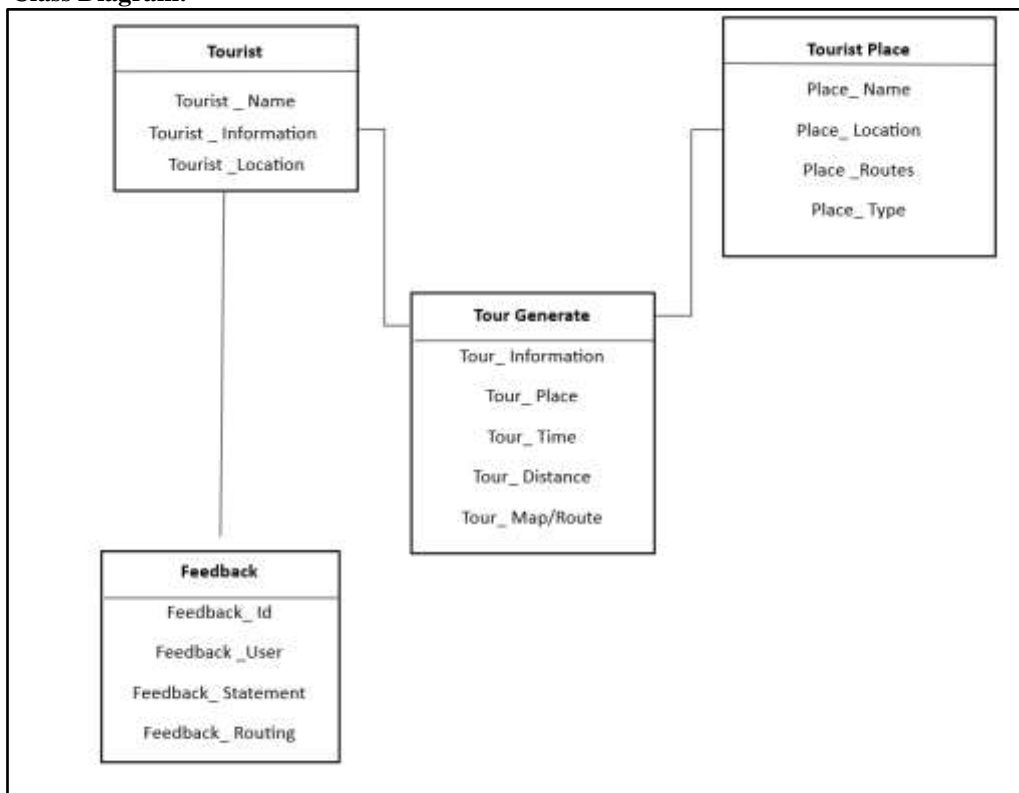 Class Diagram:
Tourist
Tourist _ Name
Tourist _ Information
Tourist _Location
Tourist Place
Place_ Name
Place_ Location
Place _Routes
Place_ Type
Tour Generate
Tour_ Information
Tour_ Place
Tour_ Time
Tour_ Distance
Tour_ Map/Route
Feedback
Feedback_ Id
Feedback _User
Feedback_ Statement
Feedback_ Routing